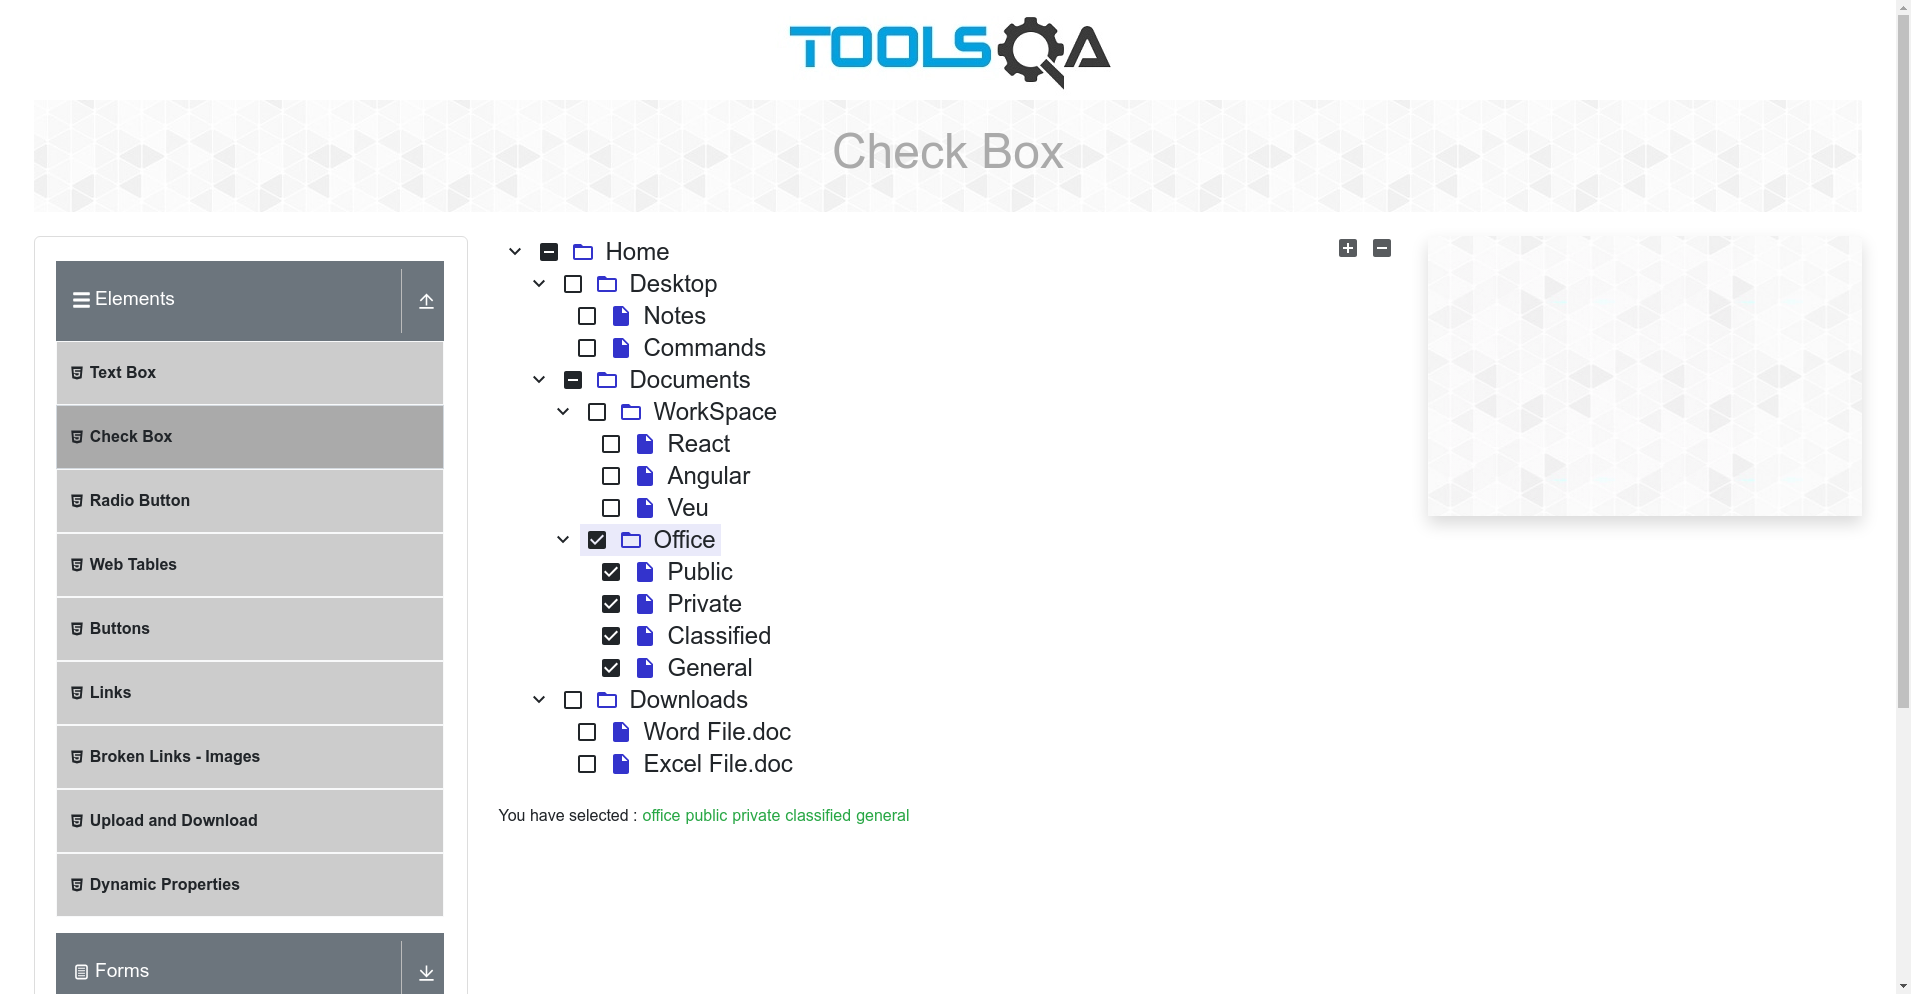 TOOLSQA
Check Box
Elements
Text Box
Check Box
Radio Button
Web Tables
Buttons
Links
Broken Links - Images
Upload and Download
Dynamic Properties
Forms
Home
Desktop
Notes
Commands
Documents
WorkSpace
React
Angular
Veu
Office
Public
Private
Classified
General
Downloads
Word File.doc
Excel File.doc
You have selected : office public private classified general